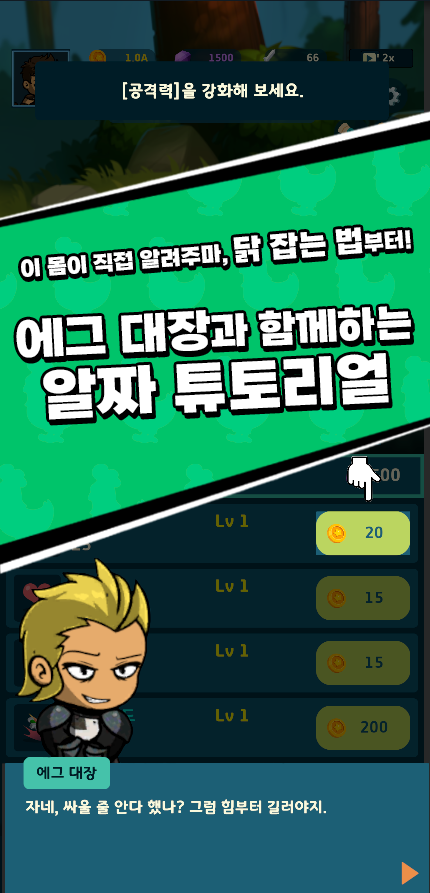 1.0A
1500
66
2x
[공격력]을 강화해 보세요.
이 몸이 직접 알려주마, 닭 잡는 법부터!
에그 대장과 함께하는
알짜 튜토리얼
Lv 1
20
Lv 1
15
Lv 1
15
Lv 1
200
에그 대장
자네, 싸울 줄 안다 했나? 그럼 힘부터 길러야지.